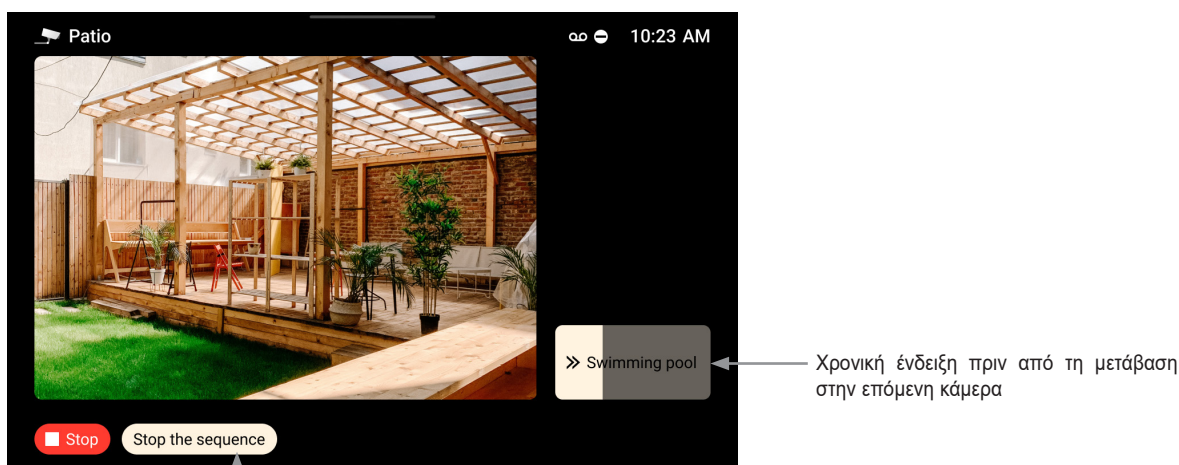 Patio
10:23 AM
Swimming pool
Χρονική ένδειξη πριν από τη μετάβαση
στην επόμενη κάμερα
Stop
Stop the sequence